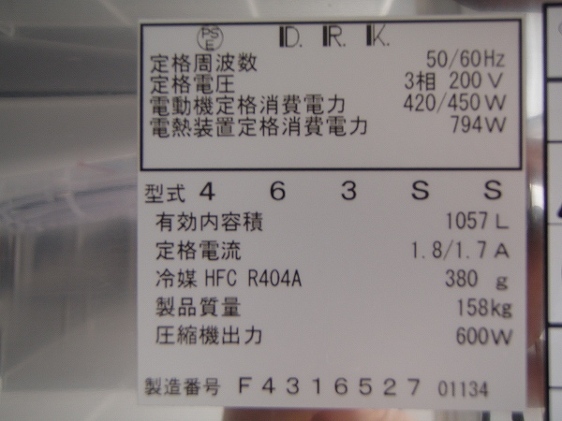 PS E D. R. K.
定格周波数 50/60Hz
定格電圧 3相 200V
電動機定格消費電力 420/450W
電熱装置定格消費電力 794W
型式 4 6 3 S S
有効内容積 1057L
定格電流 1.8/1.7A
冷媒 HFC R404A 380 g
製品質量 158kg
圧縮機出力 600W
製造番号 F4316527 01134